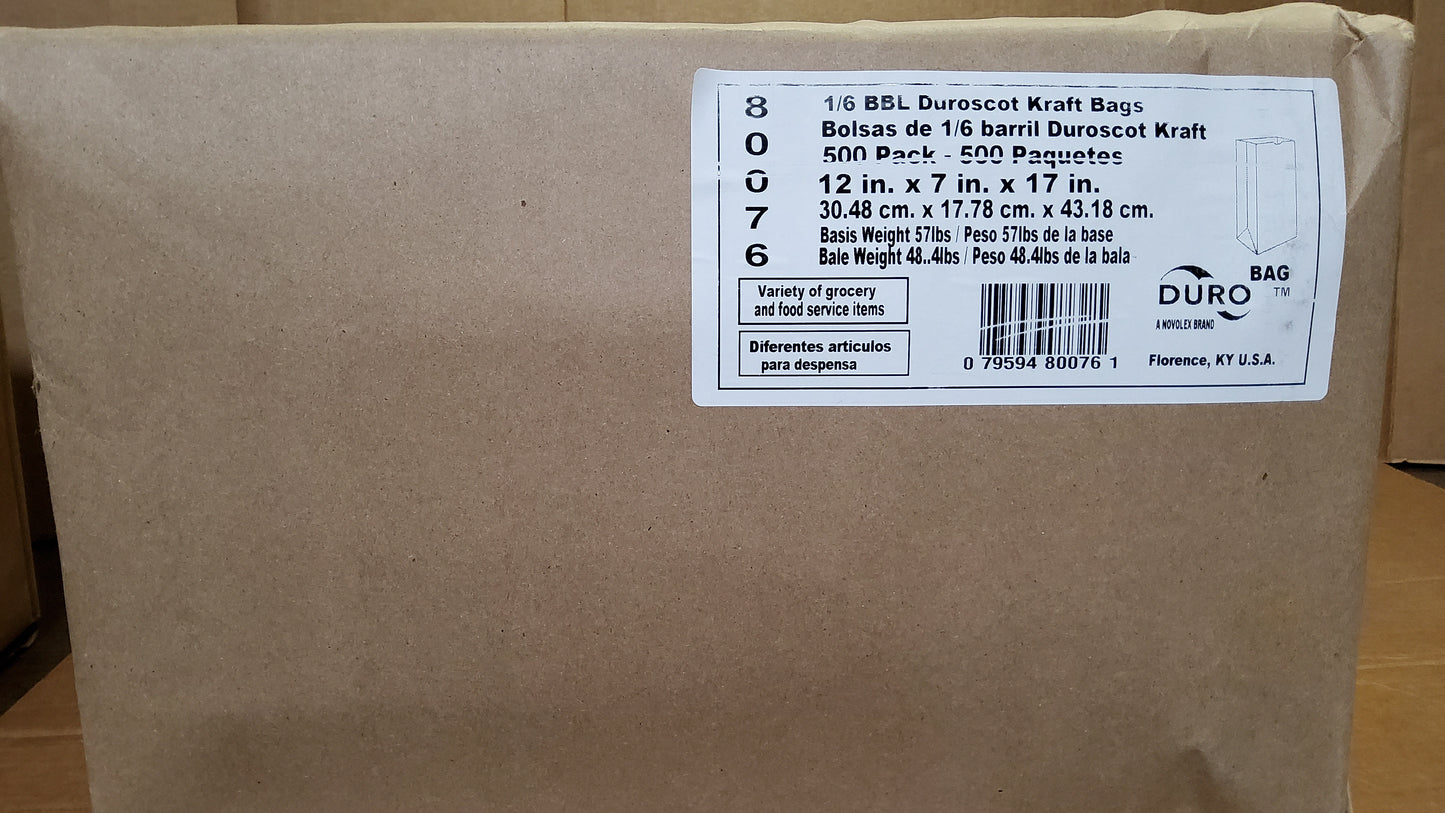 8
0
0
7
6
1/6 BBL Duroscot Kraft Bags
Bolsas de 1/6 barril Duroscot Kraft
500 Pack - 500 Paquetes
12 in. x 7 in. x 17 in.
30.48 cm. x 17.78 cm. x 43.18 cm.
Basis Weight 57lbs / Peso 57lbs de la base
Bale Weight 48..4lbs / Peso 48.4lbs de la bala
Variety of grocery
and food service items
Diferentes articulos
para despensa
0 79594 80076 1
BAG
DURO TM
A NOVOLEX BRAND
Florence, KY U.S.A.